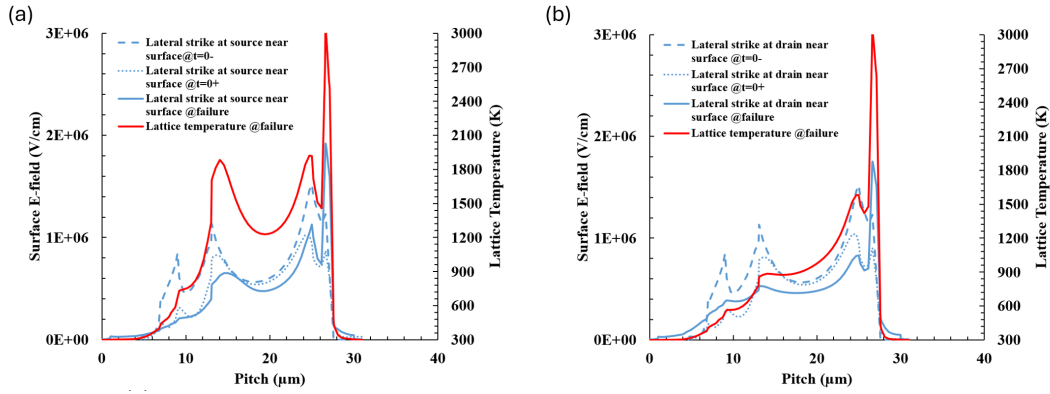 (a)
3E+06
2E+06
1E+06
0E+00
Surface E-field (V/cm)
Lateral strike at source near
surface@t=0-
Lateral strike at source near
surface @t=0+
Lateral strike at source near
surface @failure
Lattice temperature @failure
3000
2700
2400
2100
1800
1500
1200
900
600
300
Lattice Temperature (K)
0
10
20
30
40
Pitch (µm)
(b)
3E+06
2E+06
1E+06
0E+00
Surface E-field (V/cm)
Lateral strike at drain near
surface @t=0-
Lateral strike at drain near
surface @t=0+
Lateral strike at drain near
surface @failure
Lattice temperature @failure
3000
2700
2400
2100
1800
1500
1200
900
600
300
Lattice Temperature (K)
0
10
20
30
40
Pitch (µm)